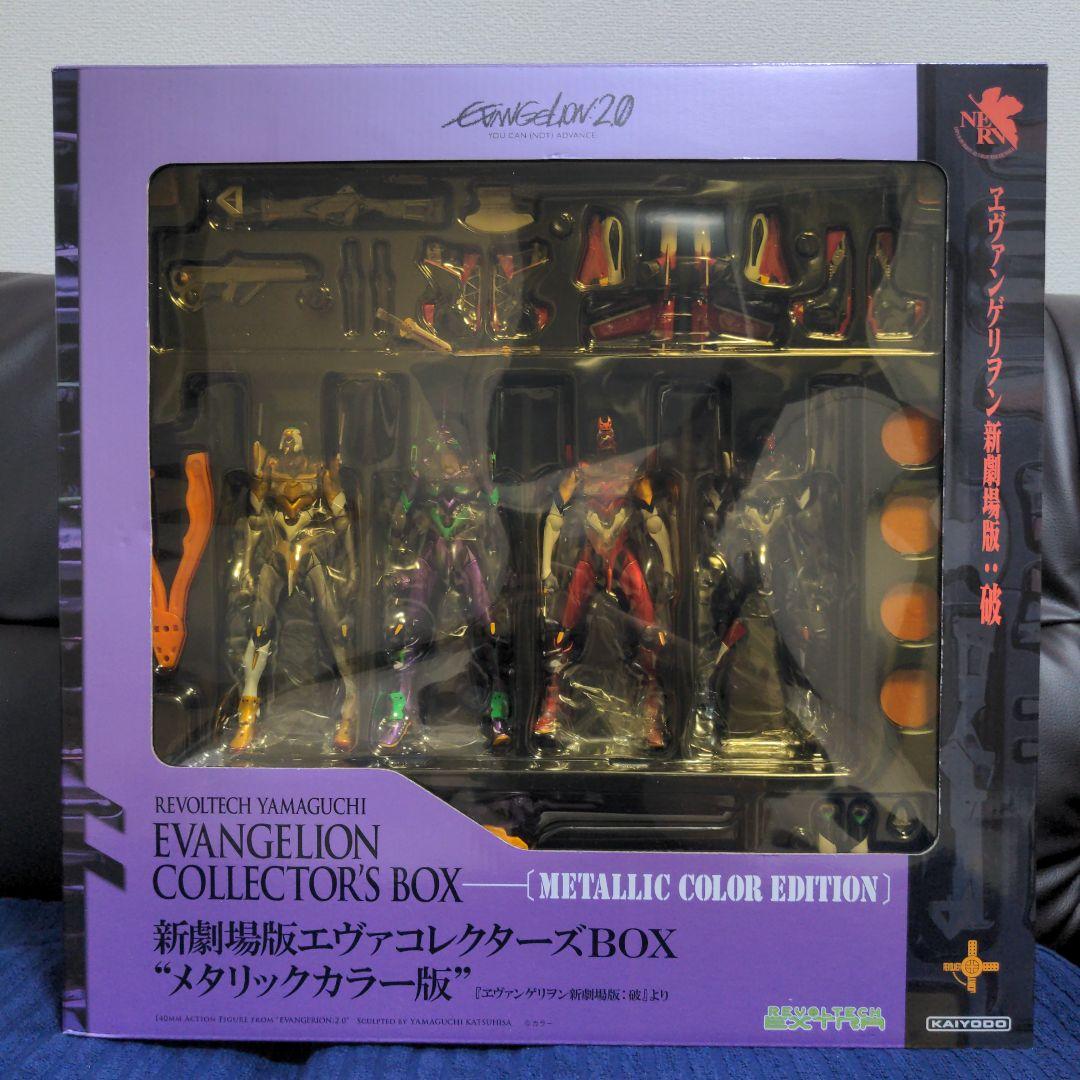 EVANGELION:2.0
YOU CAN (NOT) ADVANCE.
NERV
ヱヴァンゲリヲン新劇場版：破
REVOLTECH YAMAGUCHI
EVANGELION
COLLECTOR'S BOX
[METALLIC COLOR EDITION]
新劇場版エヴァコレクターズBOX
“メタリックカラー版”
『ヱヴァンゲリヲン新劇場版：破』より
140MM ACTION FIGURE FROM "EVANGERION:2.0" SCULPTED BY YAMAGUCHI KATSUHISA ©カラー
REVOLTECH
EXTRA
KAIYODO